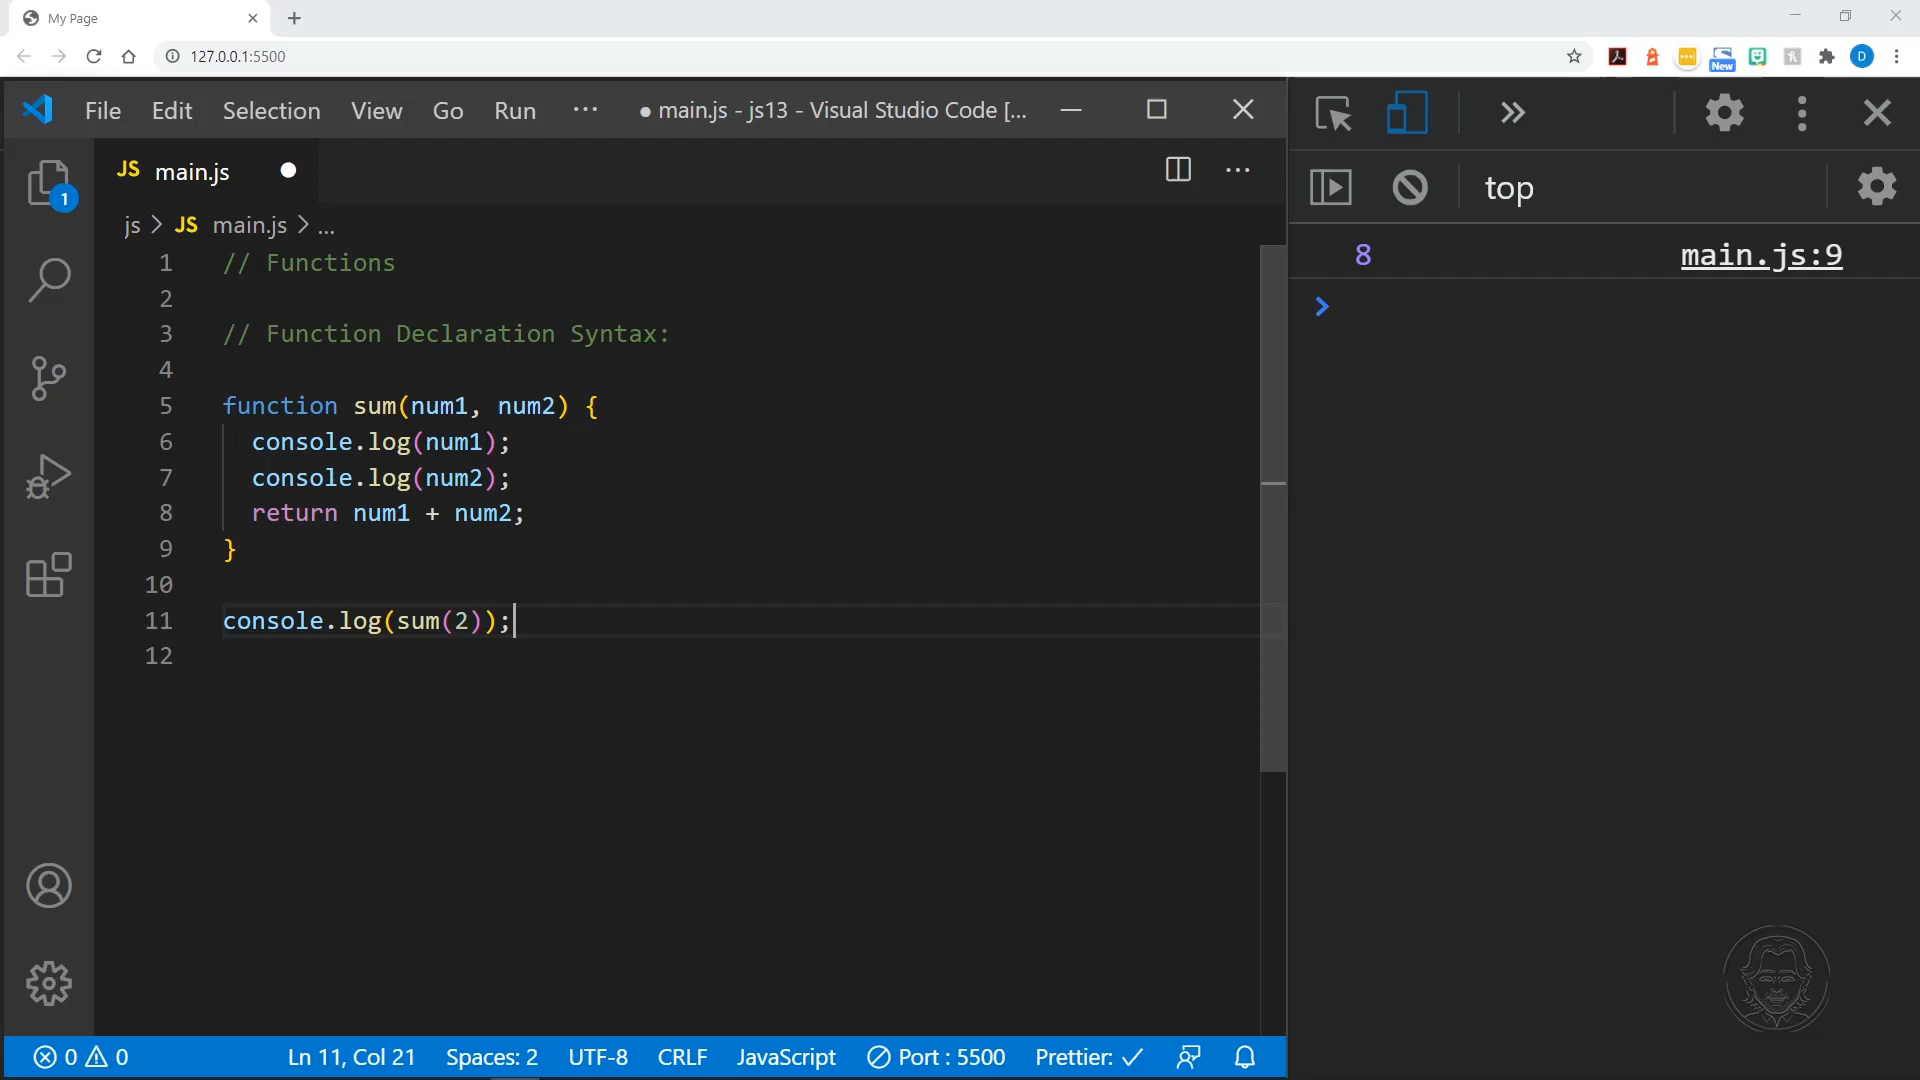 My Page
127.0.0.1:5500
New
D
File Edit Selection View Go Run ··· ● main.js - js13 - Visual Studio Code [...
JS main.js
js > JS main.js > ...
1 // Functions
2
3 // Function Declaration Syntax:
4
5 function sum(num1, num2) {
6 console.log(num1);
7 console.log(num2);
8 return num1 + num2;
9 }
10
11 console.log(sum(2));
12
1
0 0 Ln 11, Col 21 Spaces: 2 UTF-8 CRLF JavaScript Port : 5500 Prettier: ✓
top
8 main.js:9